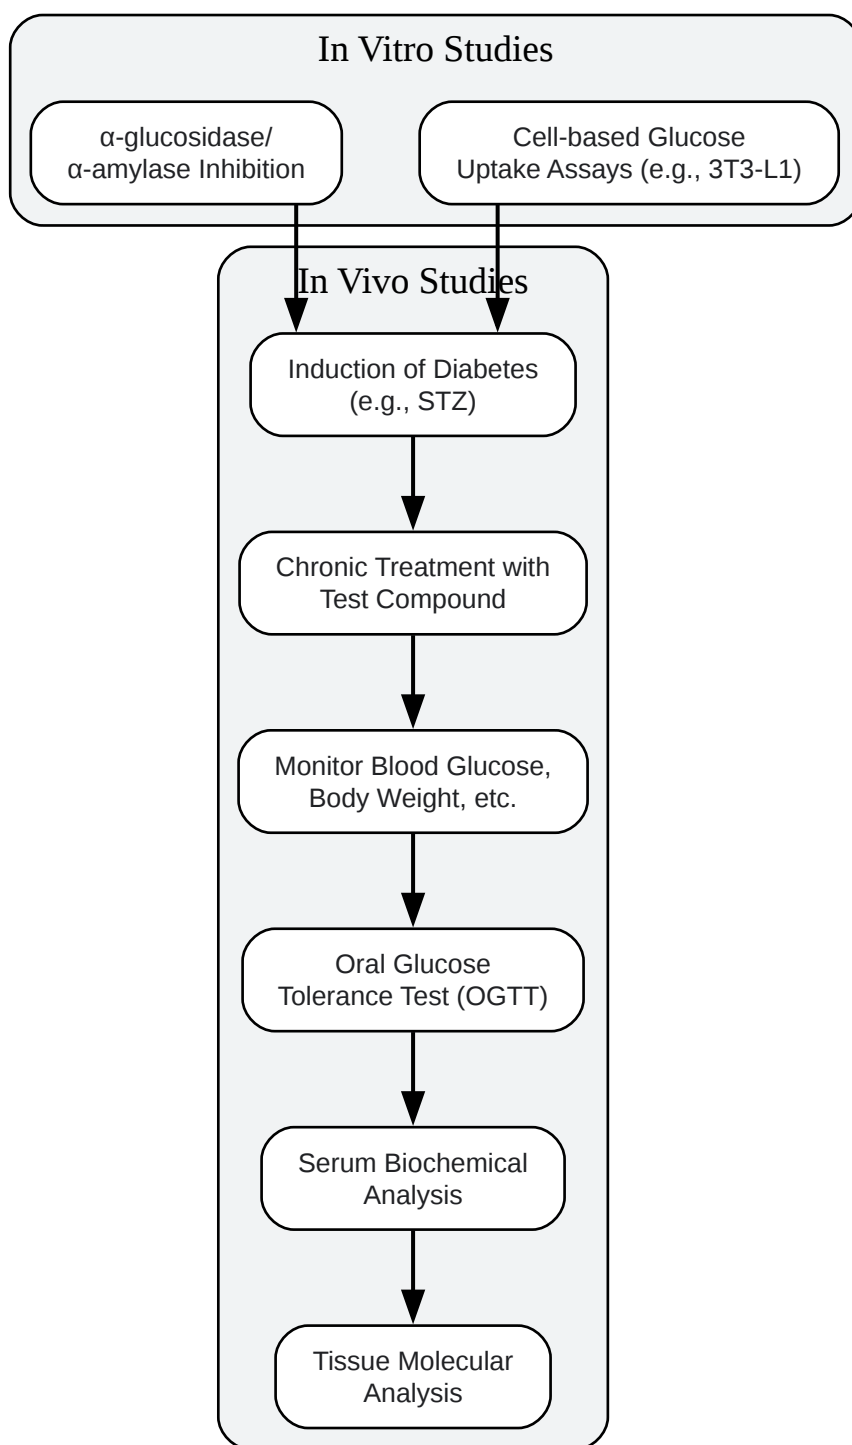 In Vitro Studies
α-glucosidase/
α-amylase Inhibition
Cell-based Glucose
Uptake Assays (e.g., 3T3-L1)
In Vivo Studies
Induction of Diabetes
(e.g., STZ)
Chronic Treatment with
Test Compound
Monitor Blood Glucose,
Body Weight, etc.
Oral Glucose
Tolerance Test (OGTT)
Serum Biochemical
Analysis
Tissue Molecular
Analysis